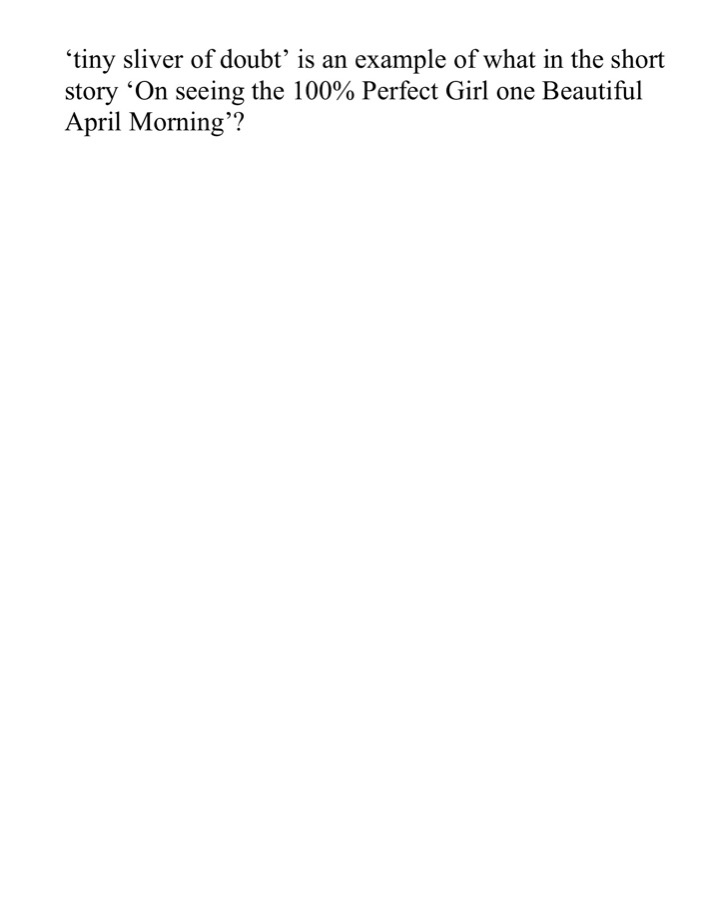 ‘tiny sliver of doubt’ is an example of what in the short
story ‘On seeing the 100% Perfect Girl one Beautiful
April Morning’?